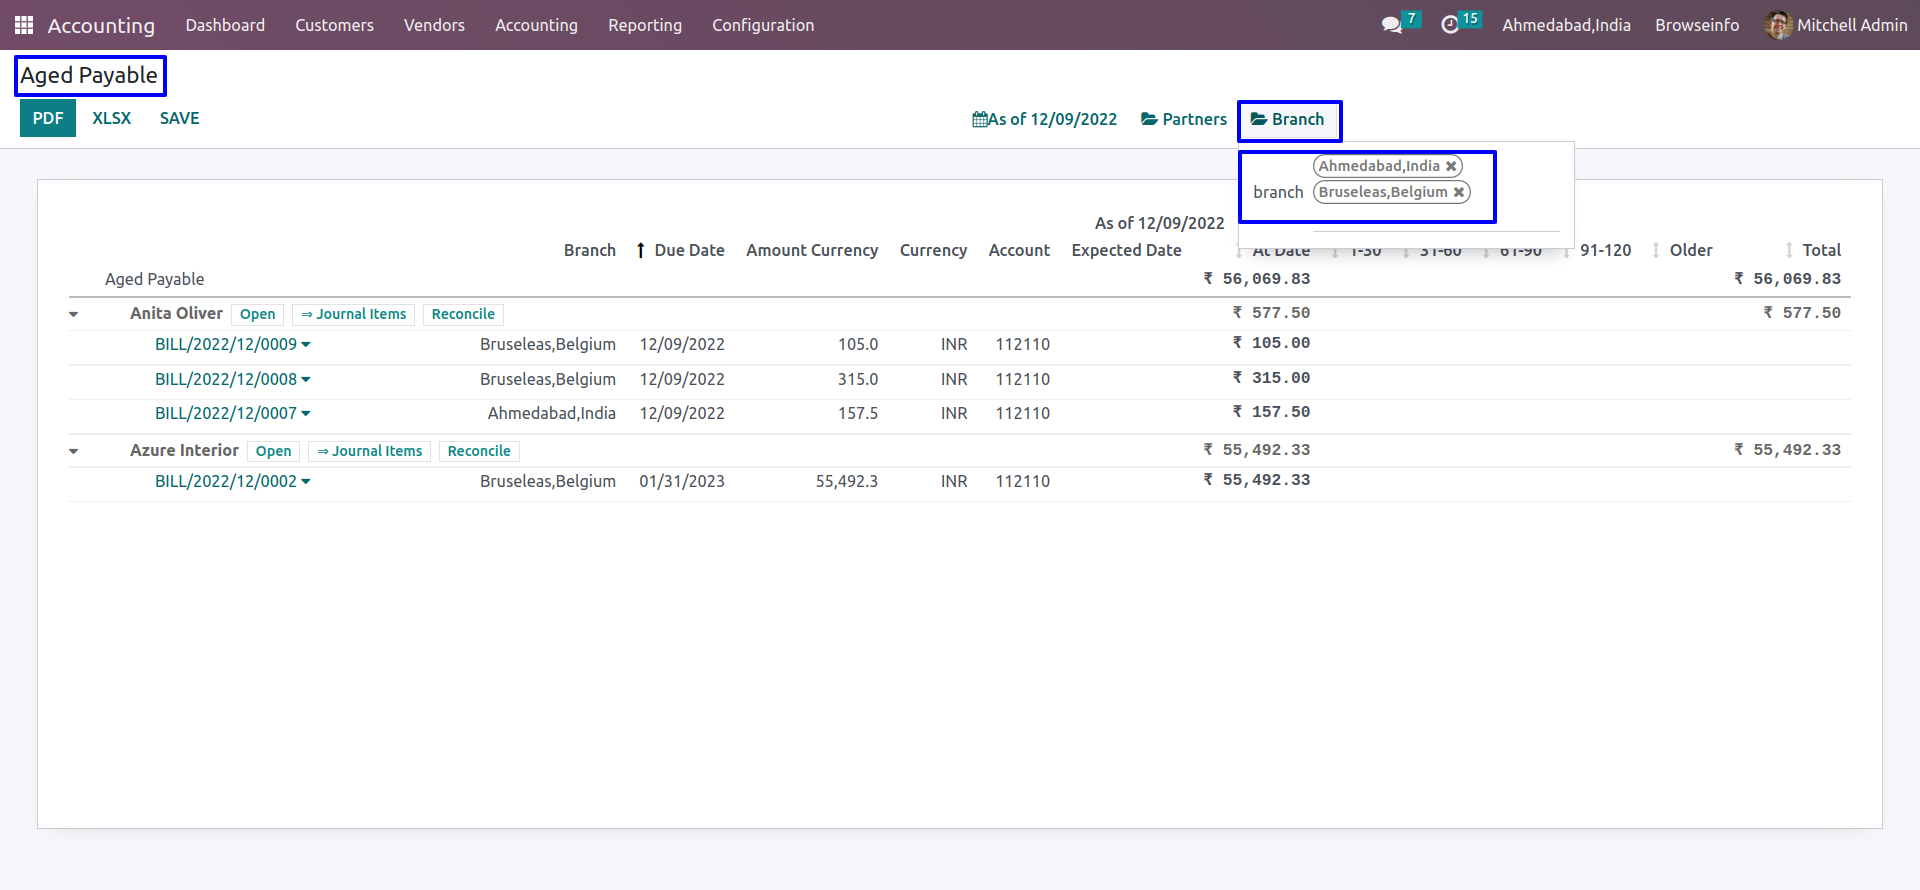 Accounting Dashboard Customers Vendors Accounting Reporting Configuration 7 15 Ahmedabad,India Browseinfo Mitchell Admin
Aged Payable
PDF XLSX SAVE As of 12/09/2022 Partners Branch
Ahmedabad,India ✖
branch Bruseleas,Belgium ✖
As of 12/09/2022
Branch ↑ Due Date Amount Currency Currency Account Expected Date At Date 1-30 31-60 61-90 91-120 Older Total
Aged Payable ₹ 56,069.83 ₹ 56,069.83
Anita Oliver Open ⇒ Journal Items Reconcile ₹ 577.50 ₹ 577.50
BILL/2022/12/0009 Bruseleas,Belgium 12/09/2022 105.0 INR 112110 ₹ 105.00
BILL/2022/12/0008 Bruseleas,Belgium 12/09/2022 315.0 INR 112110 ₹ 315.00
BILL/2022/12/0007 Ahmedabad,India 12/09/2022 157.5 INR 112110 ₹ 157.50
Azure Interior Open ⇒ Journal Items Reconcile ₹ 55,492.33 ₹ 55,492.33
BILL/2022/12/0002 Bruseleas,Belgium 01/31/2023 55,492.3 INR 112110 ₹ 55,492.33